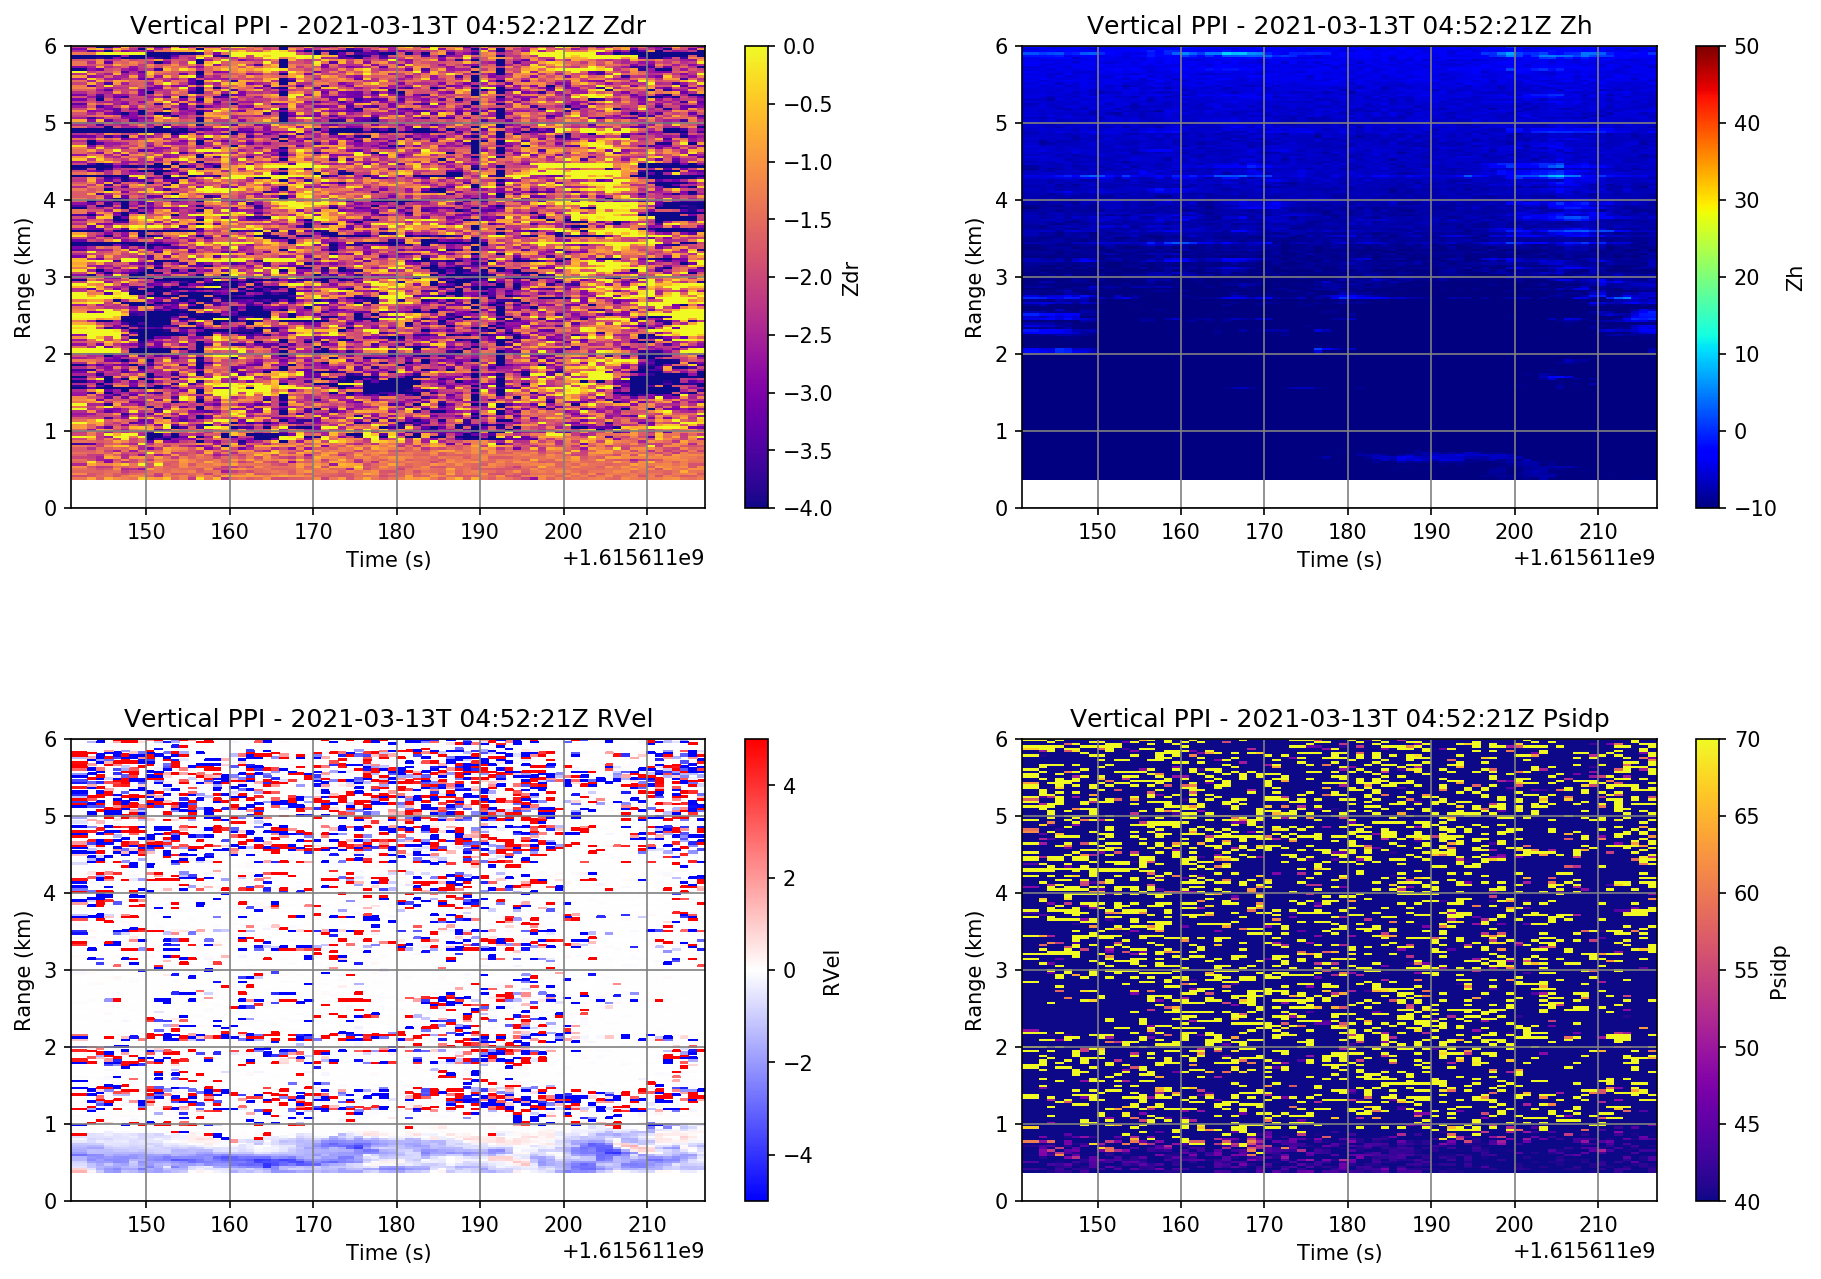 Vertical PPI - 2021-03-13T 04:52:21Z Zdr
6
5
4
3
2
1
0
Range (km)
150 160 170 180 190 200 210
Time (s)
+1.615611e9
0.0
−0.5
−1.0
−1.5
−2.0
−2.5
−3.0
−3.5
−4.0
Zdr
Vertical PPI - 2021-03-13T 04:52:21Z Zh
6
5
4
3
2
1
0
Range (km)
150 160 170 180 190 200 210
Time (s)
+1.615611e9
50
40
30
20
10
0
−10
Zh
Vertical PPI - 2021-03-13T 04:52:21Z RVel
6
5
4
3
2
1
0
Range (km)
150 160 170 180 190 200 210
Time (s)
+1.615611e9
4
2
0
−2
−4
RVel
Vertical PPI - 2021-03-13T 04:52:21Z Psidp
6
5
4
3
2
1
0
Range (km)
150 160 170 180 190 200 210
Time (s)
+1.615611e9
70
65
60
55
50
45
40
Psidp